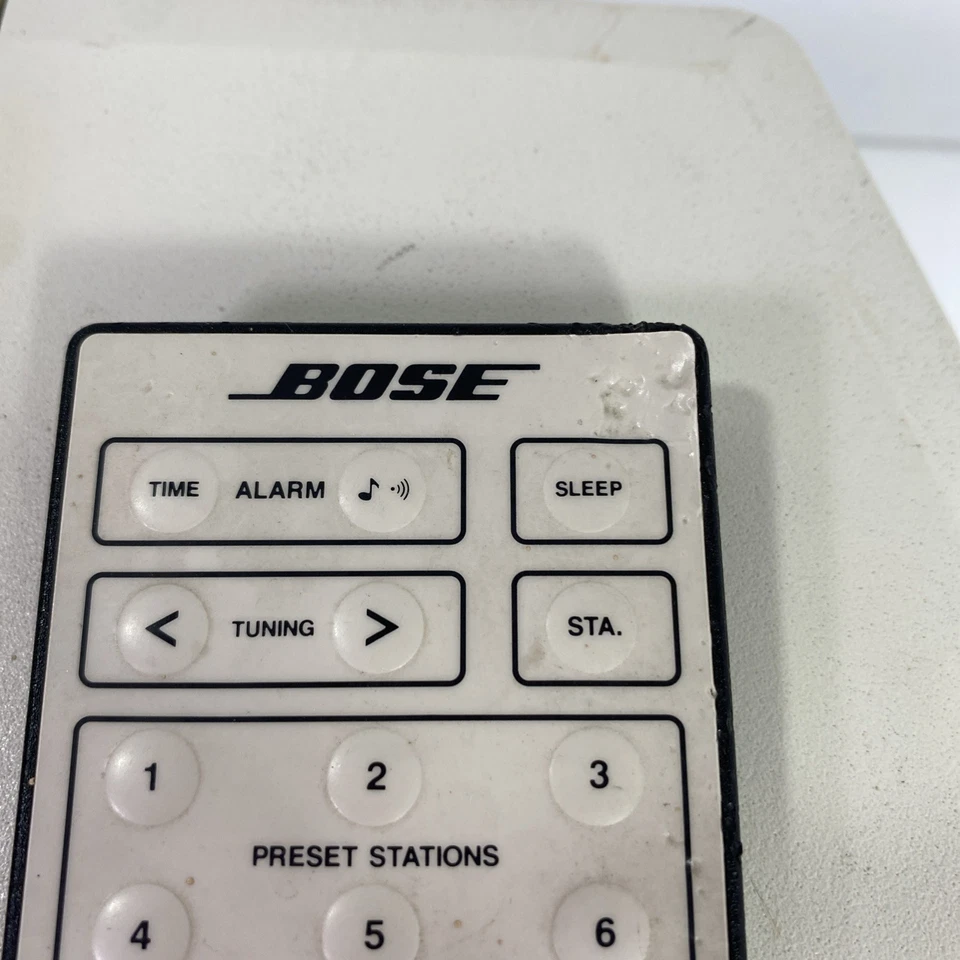 BOSE
TIME ALARM SLEEP
< TUNING > STA.
1 2 3
PRESET STATIONS
4 5 6